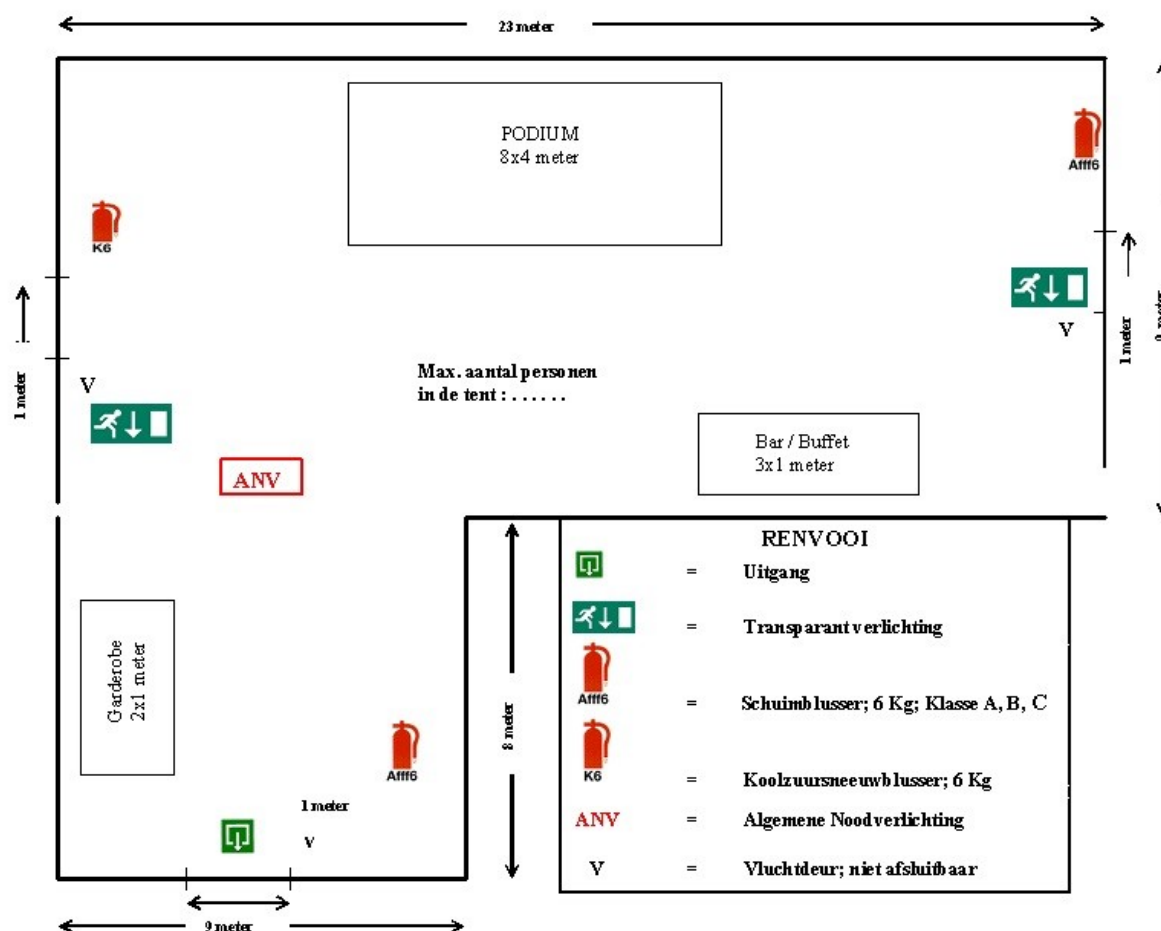 23 meter
PODIUM
8x4 meter
Afff6
K6
1 meter
V
1 meter
V
Max. aantal personen
in de tent : . . . . . .
Bar / Buffet
3x1 meter
ANV
Garderobe
2x1 meter
Afff6
1 meter
V
9 meter
8 meter
RENVOOI
= Uitgang
= Transparant verlichting
Afff6 = Schuimblusser; 6 Kg; Klasse A, B, C
K6 = Koolzuursneeuwblusser; 6 Kg
ANV = Algemene Noodverlichting
V = Vluchtdeur; niet afsluitbaar